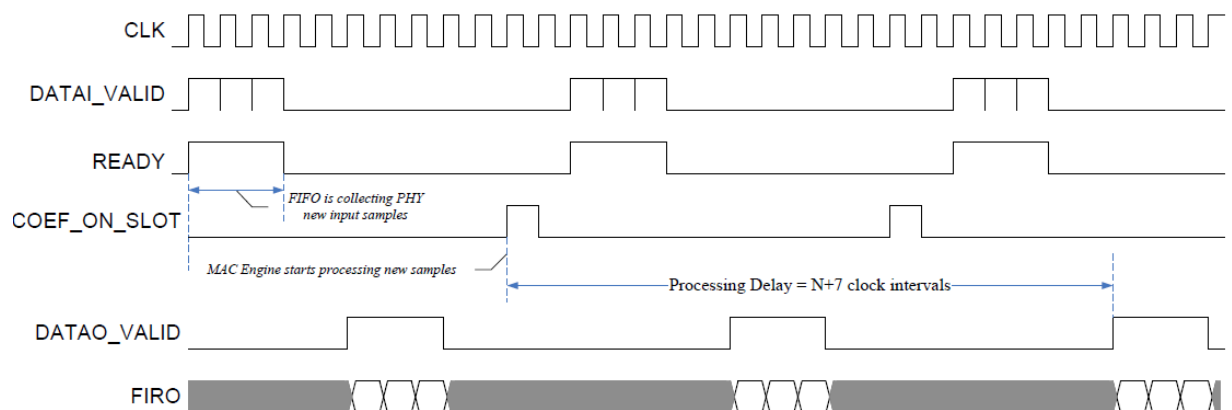 CLK
DATAI_VALID
READY
FIFO is collecting PHY
new input samples
COEF_ON_SLOT
MAC Engine starts processing new samples
Processing Delay = N+7 clock intervals
DATAO_VALID
FIRO